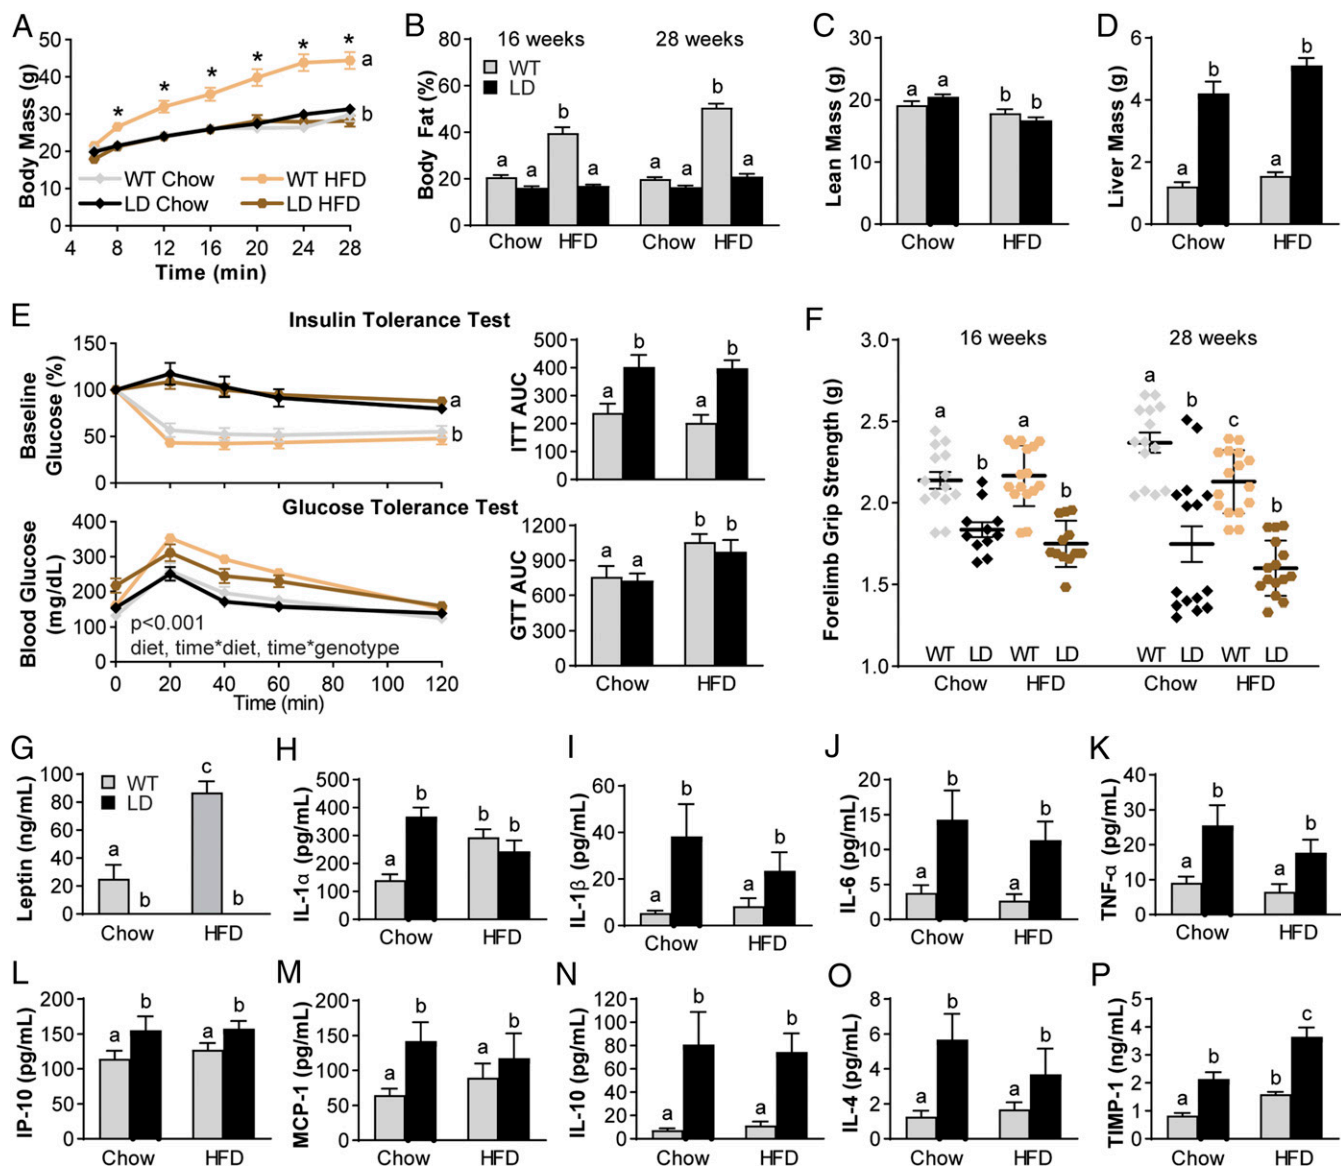 A
50
40
30
20
10
0
Body Mass (g)
* * * * * *
a
b
WT Chow
WT HFD
LD Chow
LD HFD
4 8 12 16 20 24 28
Time (min)
B
80
60
40
20
0
Body Fat (%)
16 weeks
28 weeks
WT
LD
a a b a a a b a
Chow HFD Chow HFD
C
30
20
10
0
Lean Mass (g)
a a b b
Chow HFD
D
6
4
2
0
Liver Mass (g)
a b a b
Chow HFD
E
Insulin Tolerance Test
150
100
50
0
Baseline
Glucose (%)
a
b
500
400
300
200
100
0
ITT AUC
a b a b
Glucose Tolerance Test
400
300
200
100
0
Blood Glucose
(mg/dL)
p<0.001
diet, time*diet, time*genotype
0 20 40 60 80 100 120
Time (min)
1200
900
600
300
0
GTT AUC
a a b b
Chow HFD
F
3.0
2.5
2.0
1.5
1.0
Forelimb Grip Strength (g)
16 weeks
28 weeks
a b a b a b c b
WT LD WT LD WT LD WT LD
Chow HFD Chow HFD
G
100
80
60
40
20
0
Leptin (ng/mL)
WT
LD
a b c b
Chow HFD
H
500
400
300
200
100
0
IL-1α (pg/mL)
a b b b
Chow HFD
I
60
40
20
0
IL-1β (pg/mL)
a b a b
Chow HFD
J
20
15
10
5
0
IL-6 (pg/mL)
a b a b
Chow HFD
K
40
30
20
10
0
TNF-α (pg/mL)
a b a b
Chow HFD
L
200
150
100
50
0
IP-10 (pg/mL)
a b a b
Chow HFD
M
200
150
100
50
0
MCP-1 (pg/mL)
a b a b
Chow HFD
N
120
100
80
60
40
20
0
IL-10 (pg/mL)
a b a b
Chow HFD
O
8
6
4
2
0
IL-4 (pg/mL)
a b a b
Chow HFD
P
5
4
3
2
1
0
TIMP-1 (ng/mL)
a b b c
Chow HFD